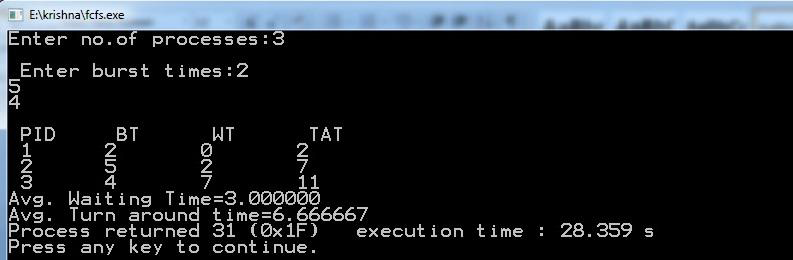 E:\krishna\fcfs.exe
Enter no.of processes:3
Enter burst times:2
5
4
PID BT WT TAT
1 2 0 2
2 5 2 7
3 4 7 11
Avg. Waiting Time=3.000000
Avg. Turn around time=6.666667
Process returned 31 (0x1F) execution time : 28.359 s
Press any key to continue.